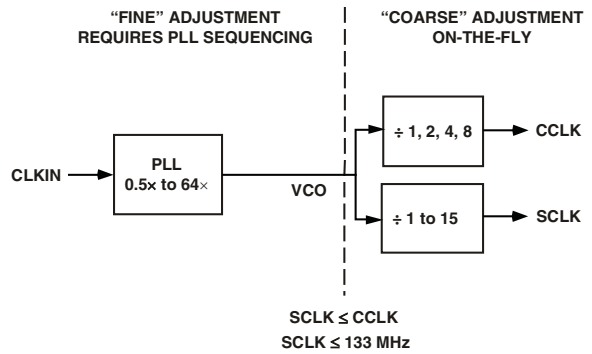 “FINE” ADJUSTMENT
REQUIRES PLL SEQUENCING
“COARSE” ADJUSTMENT
ON-THE-FLY
CLKIN
PLL
0.5× to 64×
VCO
÷ 1, 2, 4, 8
CCLK
÷ 1 to 15
SCLK
SCLK ≤ CCLK
SCLK ≤ 133 MHz